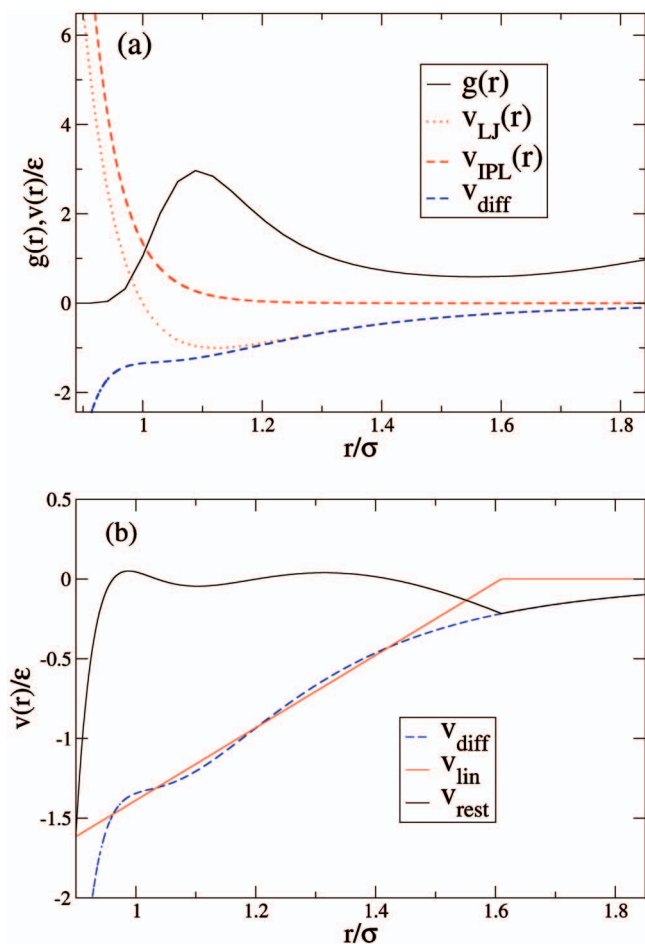 (a)
g(r)
v_LJ(r)
v_IPL(r)
v_diff
g(r),v(r)/ε
6
4
2
0
-2
1 1.2 1.4 1.6 1.8
r/σ
(b)
v_diff
v_lin
v_rest
v(r)/ε
0.5
0
-0.5
-1
-1.5
-2
1 1.2 1.4 1.6 1.8
r/σ